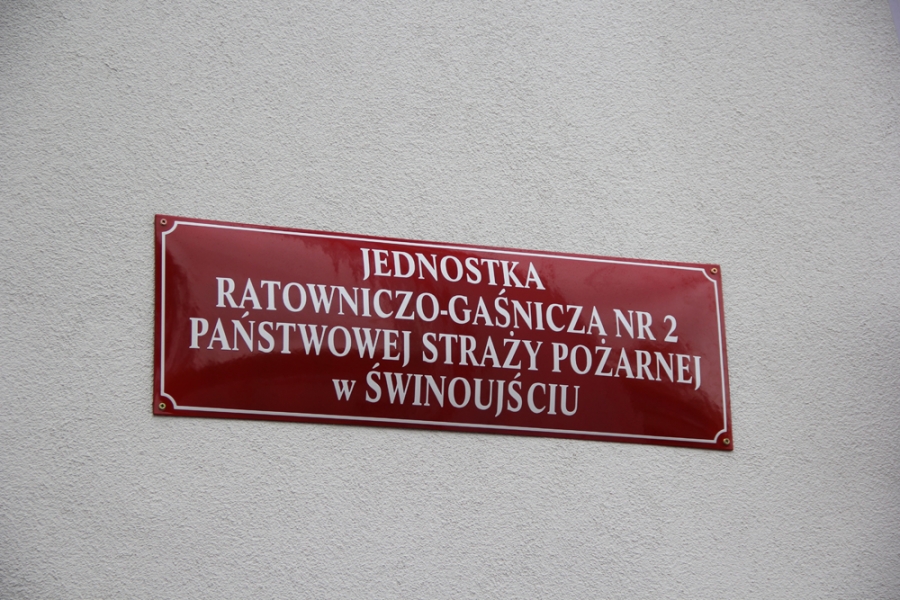 JEDNOSTKA
RATOWNICZO-GAŚNICZA NR 2
PAŃSTWOWEJ STRAŻY POŻARNEJ
w ŚWINOUJŚCIU